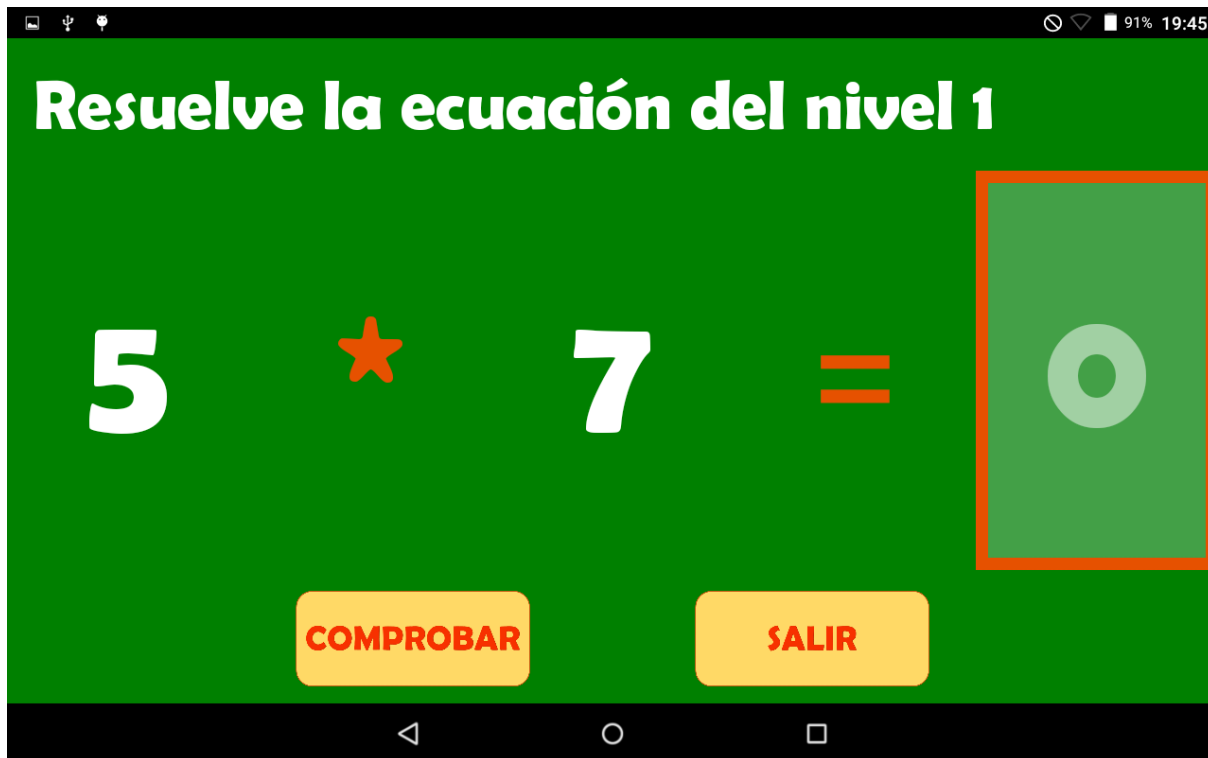 91% 19:45
Resuelve la ecuación del nivel 1
5 * 7 = 0
COMPROBAR SALIR